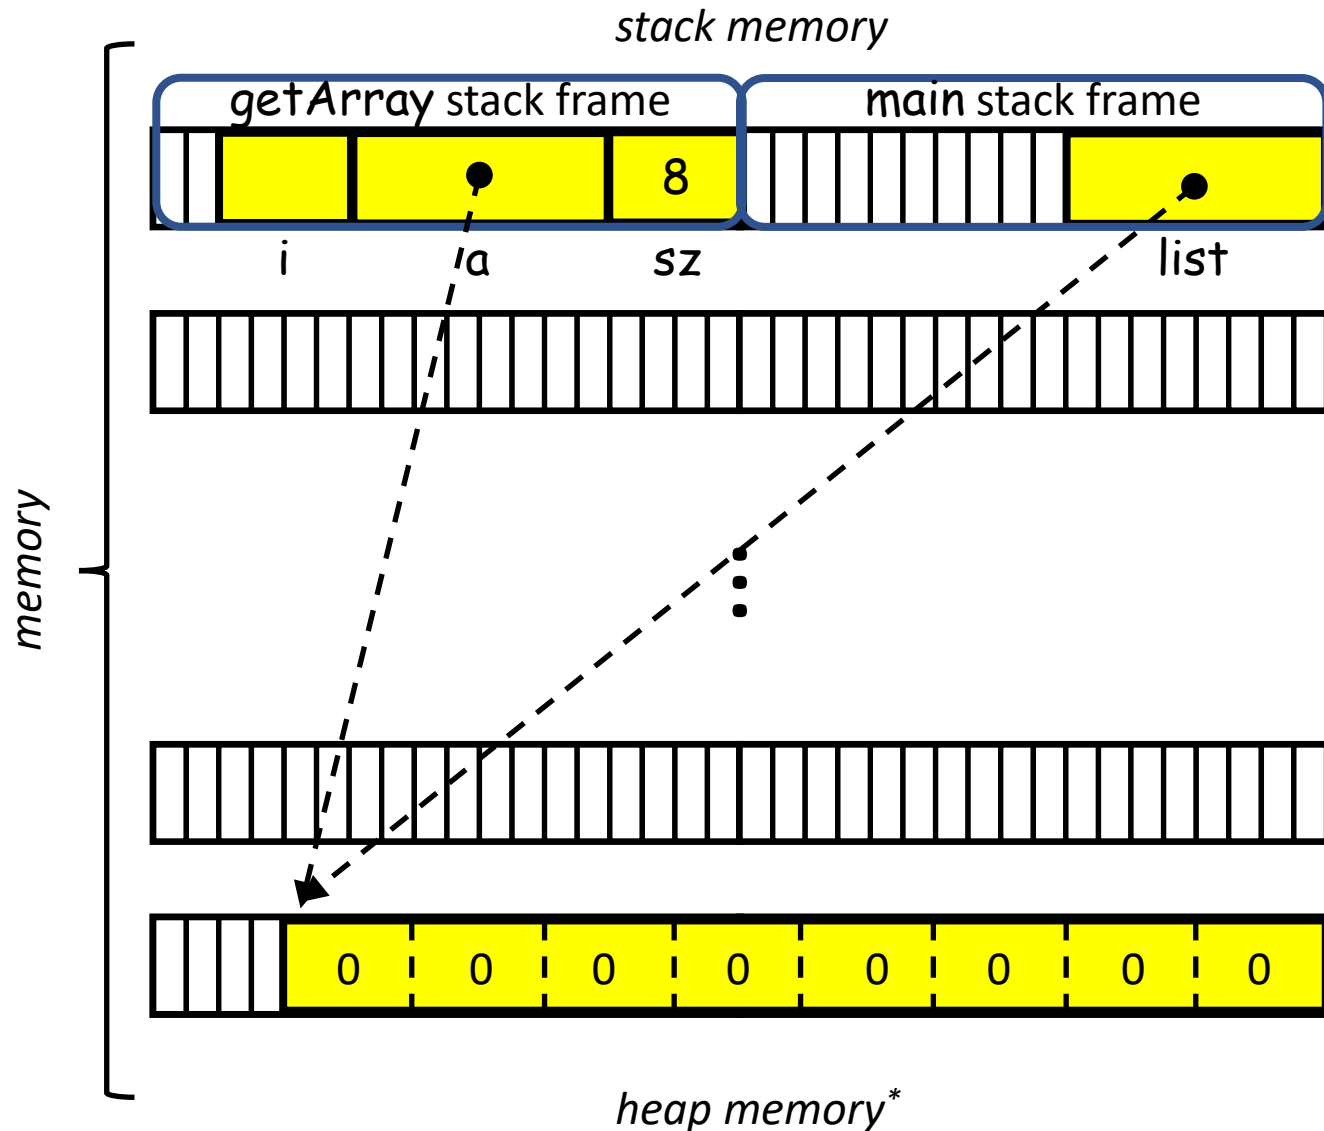 stack memory
getArray stack frame
main stack frame
8
i
a
sz
list
memory
0 0 0 0 0 0 0 0
heap memory*